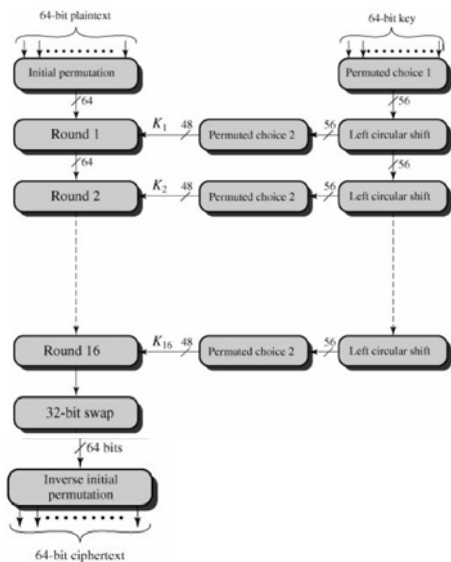 64-bit plaintext 64-bit key
Initial permutation Permuted choice 1
64 56
Round 1 K1 48 Permuted choice 2 56 Left circular shift
64 56
Round 2 K2 48 Permuted choice 2 56 Left circular shift
Round 16 K16 48 Permuted choice 2 56 Left circular shift
32-bit swap
64 bits
Inverse initial
permutation
64-bit ciphertext